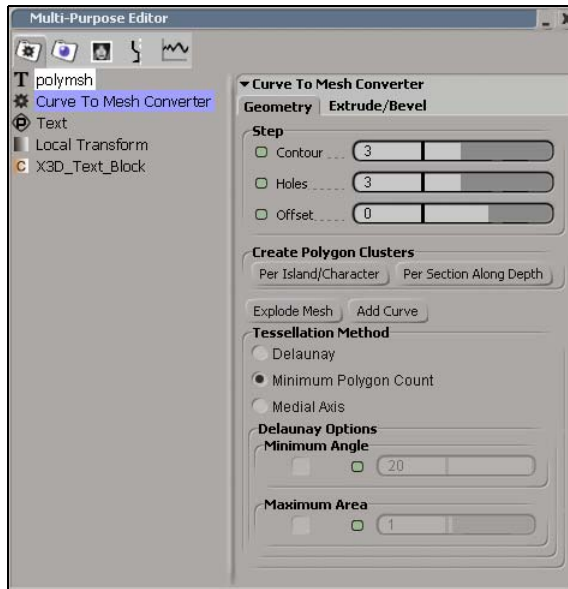 Multi-Purpose Editor
T polymsh
Curve To Mesh Converter
P Text
Local Transform
C X3D_Text_Block
Curve To Mesh Converter
Geometry Extrude/Bevel
Step
Contour 3
Holes 3
Offset 0
Create Polygon Clusters
Per Island/Character Per Section Along Depth
Explode Mesh Add Curve
Tessellation Method
Delaunay
Minimum Polygon Count
Medial Axis
Delaunay Options
Minimum Angle
20
Maximum Area
1